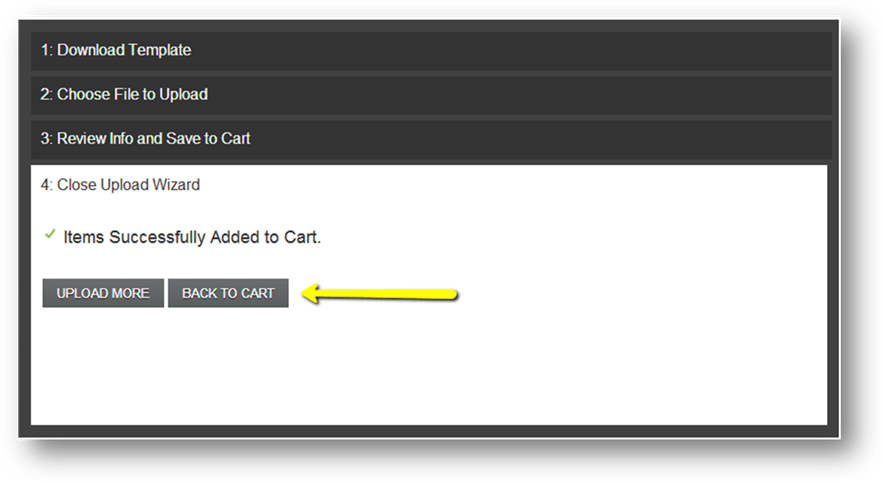 1: Download Template
2: Choose File to Upload
3: Review Info and Save to Cart
4: Close Upload Wizard
Items Successfully Added to Cart.
UPLOAD MORE BACK TO CART